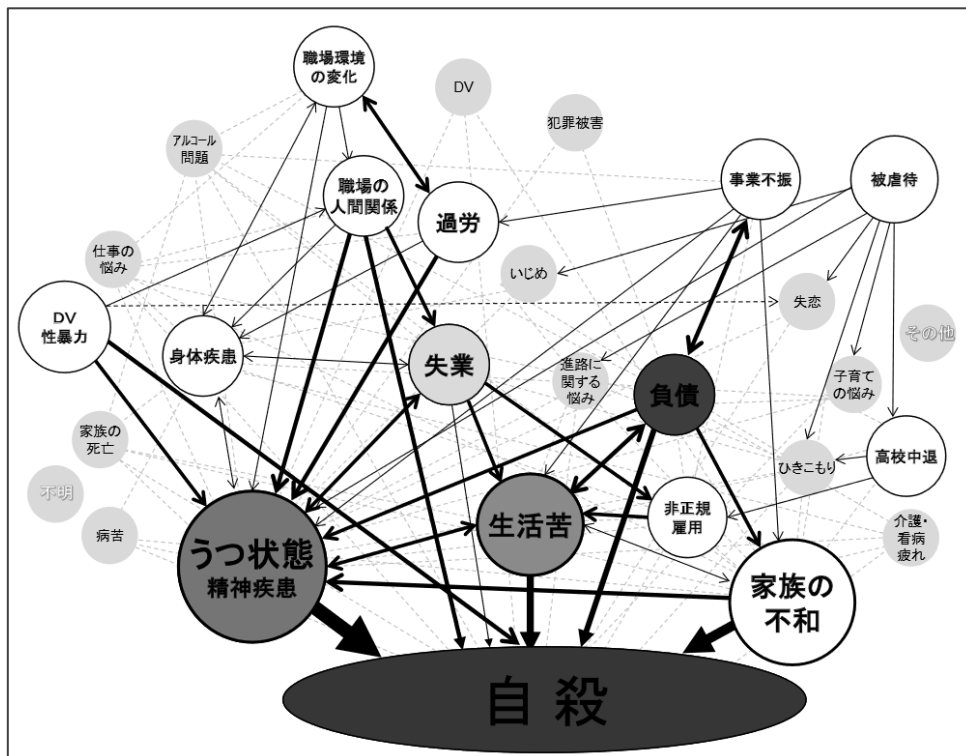 職場環境
の変化
DV
犯罪被害
アルコール
問題
職場の
人間関係
過労
事業不振
被虐待
仕事の
悩み
いじめ
失恋
DV
性暴力
身体疾患
失業
進路に
関する
悩み
負債
その他
子育て
の悩み
家族の
死亡
ひきこもり
高校中退
不明
病苦
うつ状態
精神疾患
生活苦
非正規
雇用
介護・
看病
疲れ
家族の
不和
自殺